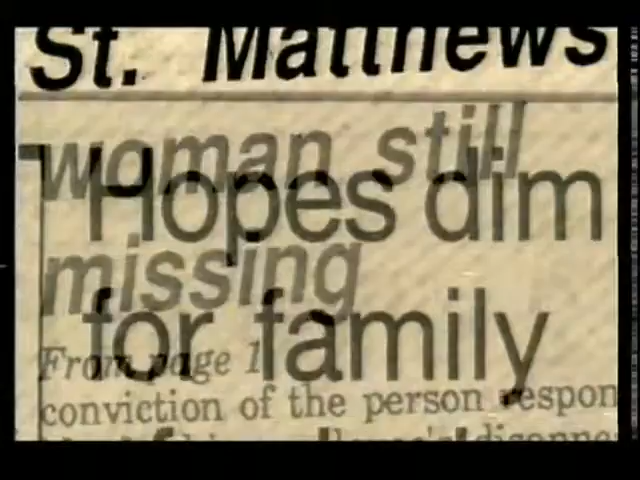 St. Matthews
woman still
Hopes dim
missing
for family
From page 1
conviction of the person respon